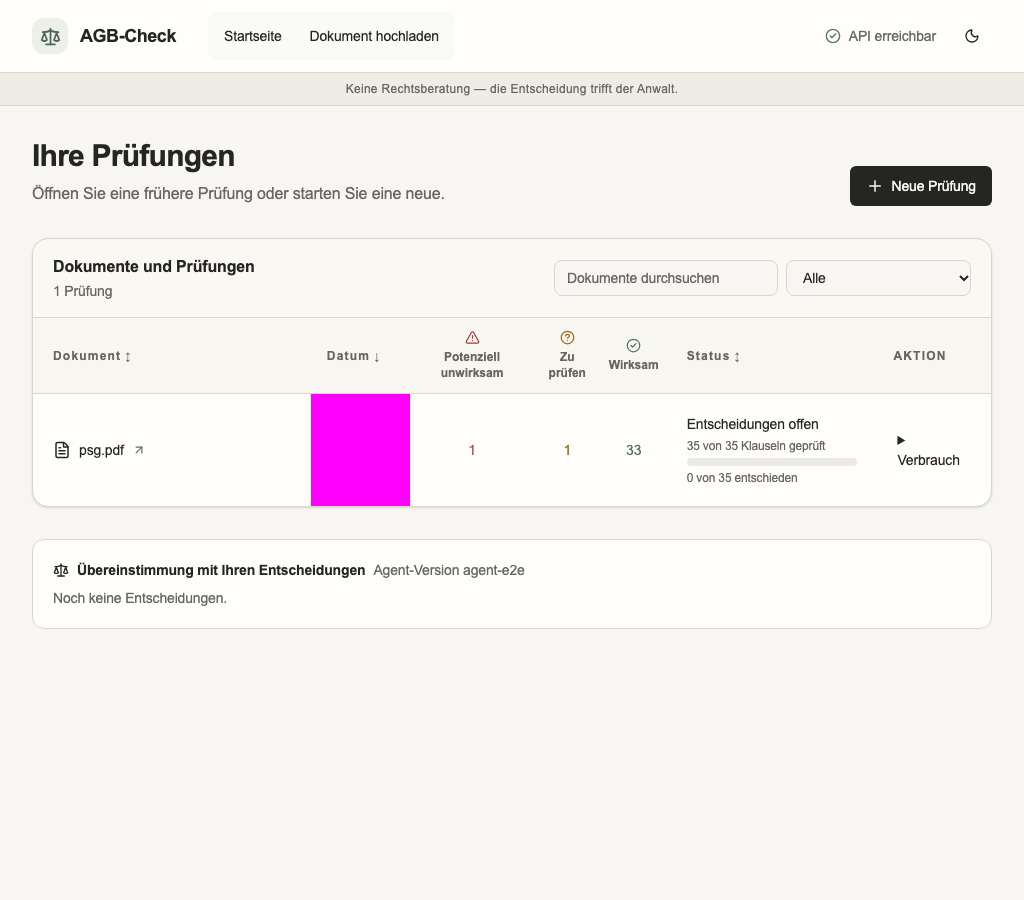 AGB-Check
Startseite
Dokument hochladen
API erreichbar
Keine Rechtsberatung — die Entscheidung trifft der Anwalt.
Ihre Prüfungen
Öffnen Sie eine frühere Prüfung oder starten Sie eine neue.
Neue Prüfung
Dokumente und Prüfungen
1 Prüfung
Dokumente durchsuchen
Alle
Dokument ↕
Datum ↓
Potenziell
unwirksam
Zu
prüfen
Wirksam
Status ↕
AKTION
psg.pdf
1
1
33
Entscheidungen offen
35 von 35 Klauseln geprüft
0 von 35 entschieden
Verbrauch
Übereinstimmung mit Ihren Entscheidungen Agent-Version agent-e2e
Noch keine Entscheidungen.